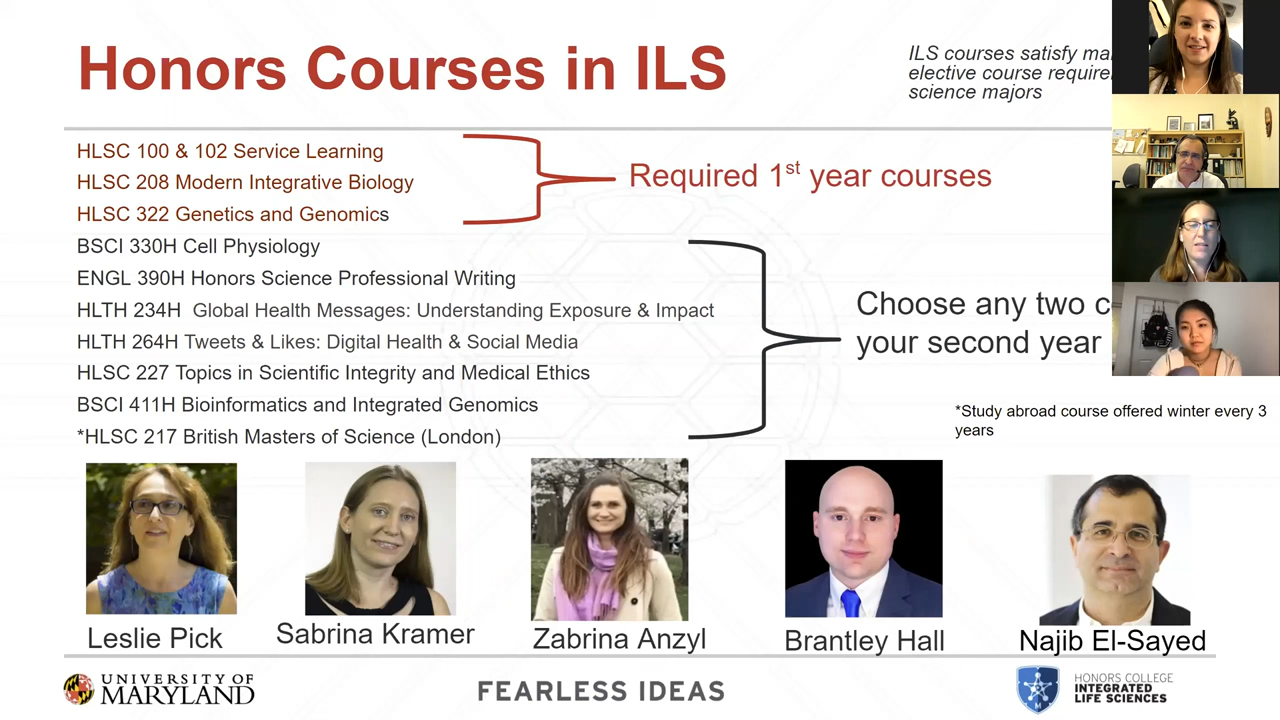 Honors Courses in ILS
ILS courses satisfy
elective course
science majors
HLSC 100 & 102 Service Learning
HLSC 208 Modern Integrative Biology
HLSC 322 Genetics and Genomics
Required 1st year courses
BSCI 330H Cell Physiology
ENGL 390H Honors Science Professional Writing
HLTH 234H Global Health Messages: Understanding Exposure & Impact
HLTH 264H Tweets & Likes: Digital Health & Social Media
HLSC 227 Topics in Scientific Integrity and Medical Ethics
BSCI 411H Bioinformatics and Integrated Genomics
*HLSC 217 British Masters of Science (London)
Choose any two
your second year
*Study abroad course offered winter every 3
years
Leslie Pick
Sabrina Kramer
Zabrina Anzyl
Brantley Hall
Najib El-Sayed
UNIVERSITY OF
MARYLAND
FEARLESS IDEAS
HONORS COLLEGE
INTEGRATED
LIFE SCIENCES